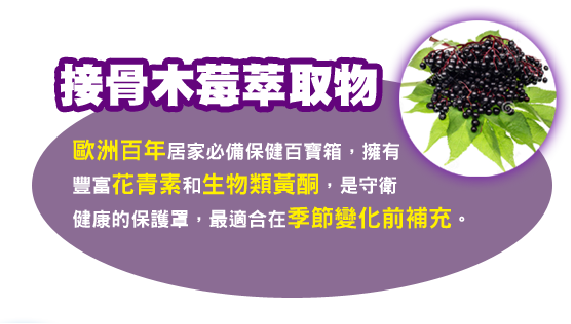 接骨木莓萃取物
歐洲百年居家必備保健百寶箱，擁有
豐富花青素和生物類黃酮，是守衛
健康的保護罩，最適合在季節變化前補充。